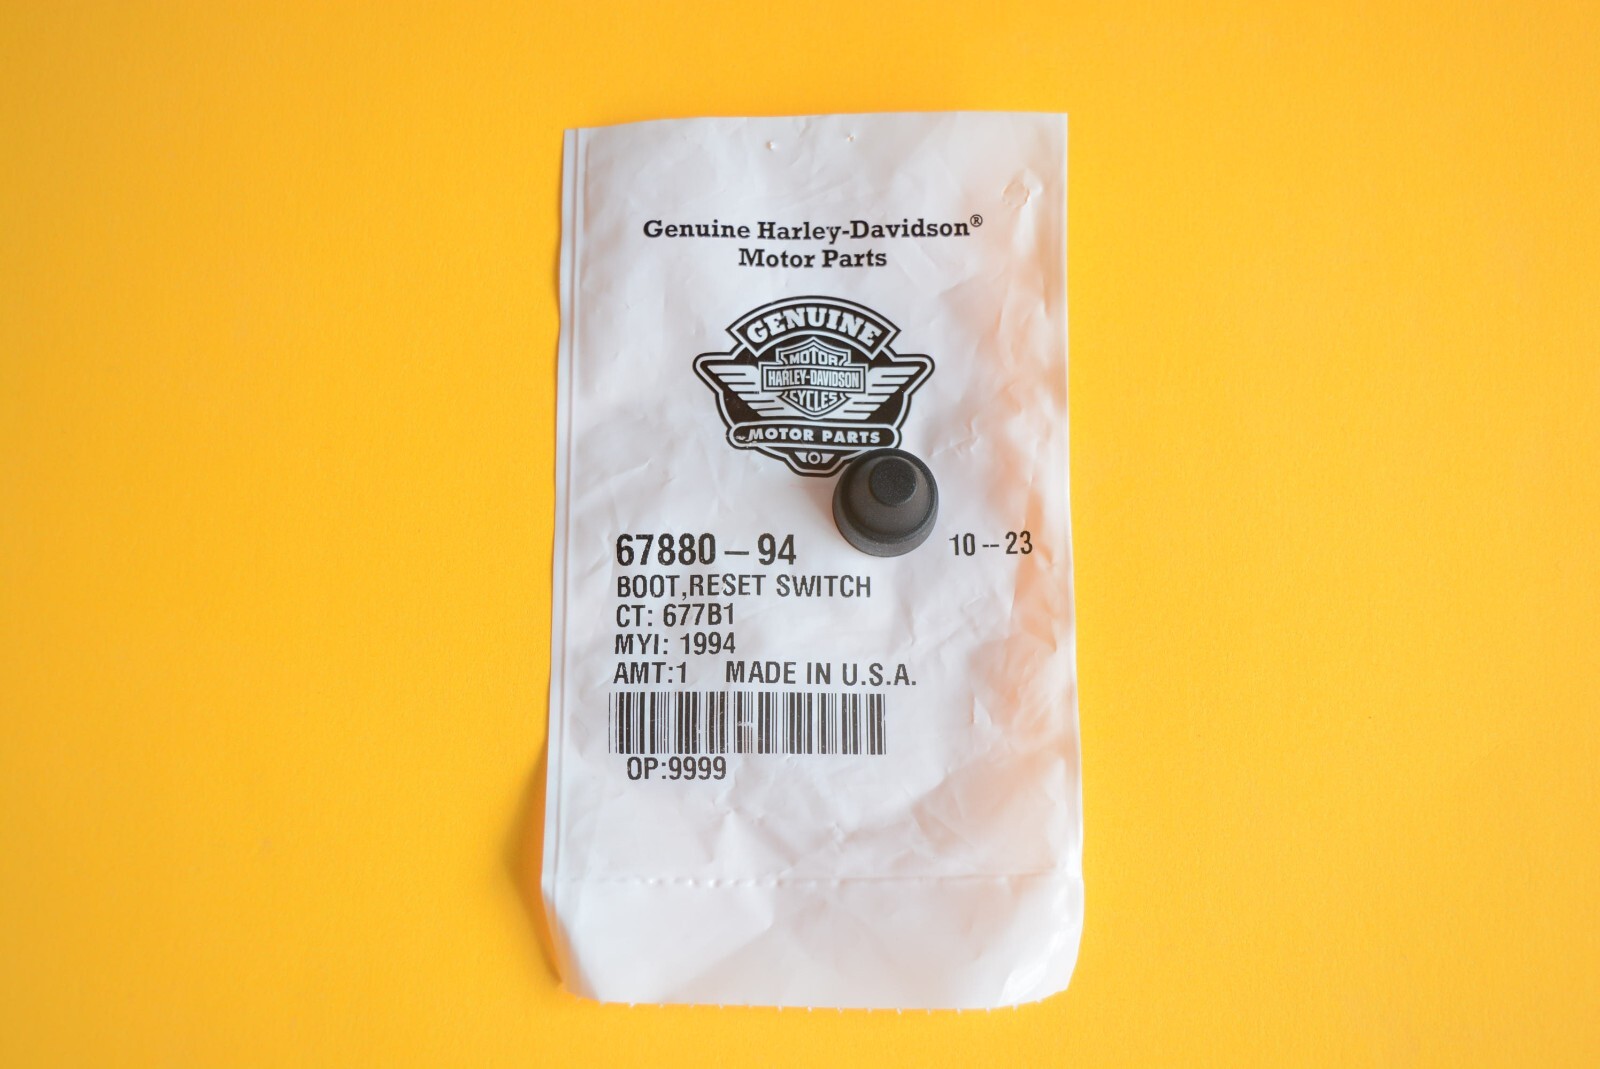 Genuine Harley-Davidson®
Motor Parts
GENUINE
MOTOR
HARLEY-DAVIDSON
CYCLES
MOTOR PARTS
67880-94 10--23
BOOT,RESET SWITCH
CT: 677B1
MYI: 1994
AMT:1 MADE IN U.S.A.
OP:9999